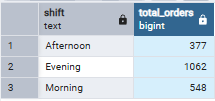 shift total_orders
text bigint
1 Afternoon 377
2 Evening 1062
3 Morning 548